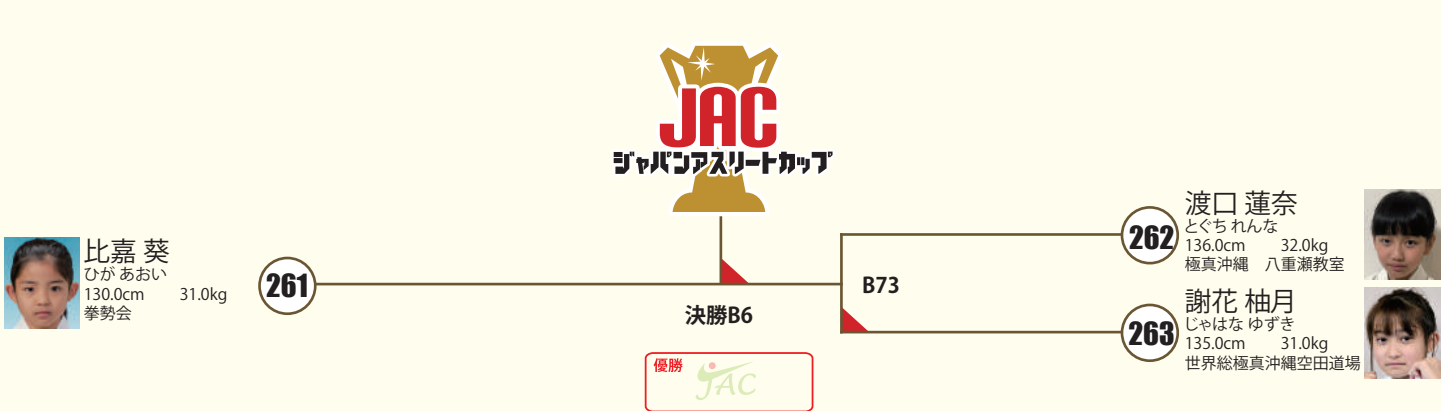 JAC
ジャパンアスリートカップ
比嘉 葵
ひが あおい
130.0cm 31.0kg
拳勢会
261
決勝B6
優勝
JAC
B73
262
渡口 蓮奈
とぐち れんな
136.0cm 32.0kg
極真沖縄 八重瀬教室
263
謝花 柚月
じゃはな ゆずき
135.0cm 31.0kg
世界総極真沖縄空田道場